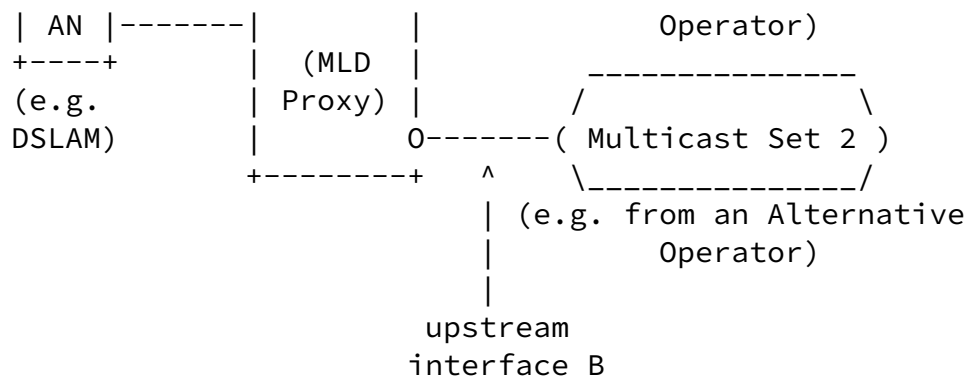 | AN |-------|        |               Operator)
+----+       |  (MLD  |           _______________
(e.g.        | Proxy) |          /               \
DSLAM)       |        O-------( Multicast Set 2 )
             +--------+   ^      \_______________/
                          |  (e.g. from an Alternative
                          |           Operator)
                          |
                       upstream
                      interface B